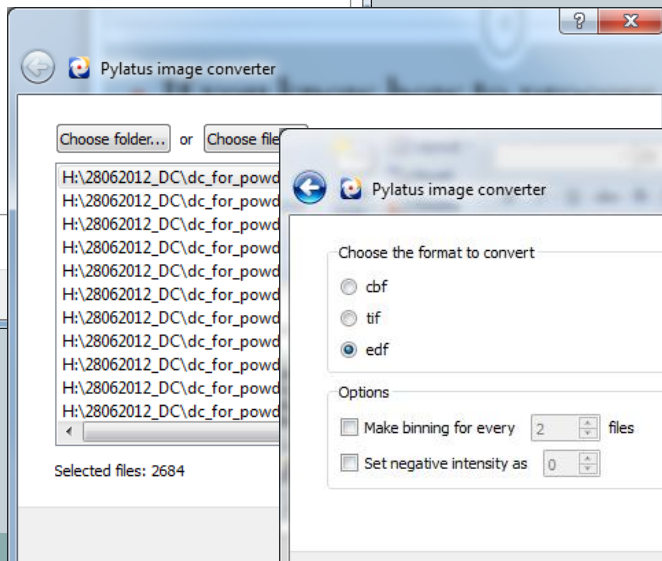 Pylatus image converter
Choose folder... or Choose file
H:\28062012_DC\dc_for_powd
H:\28062012_DC\dc_for_powd
H:\28062012_DC\dc_for_powd
H:\28062012_DC\dc_for_powd
H:\28062012_DC\dc_for_powd
H:\28062012_DC\dc_for_powd
H:\28062012_DC\dc_for_powd
H:\28062012_DC\dc_for_powd
H:\28062012_DC\dc_for_powd
H:\28062012_DC\dc_for_powd
H:\28062012_DC\dc_for_powd
Selected files: 2684
Pylatus image converter
Choose the format to convert
cbf
tif
edf
Options
Make binning for every 2 files
Set negative intensity as 0